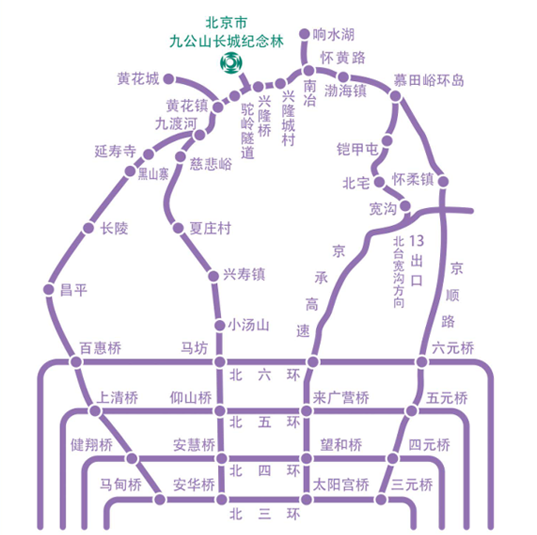 北京市
九公山长城纪念林
响水湖
怀黄路
黄花城
南冶
渤海镇
慕田峪环岛
黄花镇
驼岭隧道
兴隆桥
兴隆城村
九渡河
延寿寺
黑山寨
慈悲峪
铠甲屯
北宅
怀柔镇
宽沟
长陵
夏庄村
13出口
北台宽沟方向
京承高速
京顺路
兴寿镇
昌平
小汤山
百惠桥
马坊
六元桥
北六环
上清桥
仰山桥
来广营桥
五元桥
北五环
健翔桥
安慧桥
望和桥
四元桥
北四环
马甸桥
安华桥
太阳宫桥
三元桥
北三环